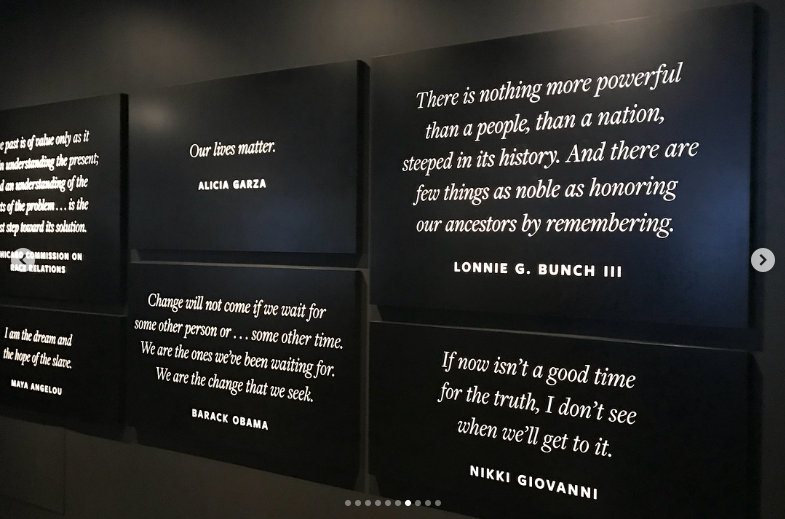 e past is of value only as it
n understanding the present;
d an understanding of the
ts of the problem . . . is the
st step toward its solution.
HICAGO COMMISSION ON
RACE RELATIONS
I am the dream and
the hope of the slave.
MAYA ANGELOU
Our lives matter.
ALICIA GARZA
Change will not come if we wait for
some other person or . . . some other time.
We are the ones we’ve been waiting for.
We are the change that we seek.
BARACK OBAMA
There is nothing more powerful
than a people, than a nation,
steeped in its history. And there are
few things as noble as honoring
our ancestors by remembering.
LONNIE G. BUNCH III
If now isn’t a good time
for the truth, I don’t see
when we’ll get to it.
NIKKI GIOVANNI